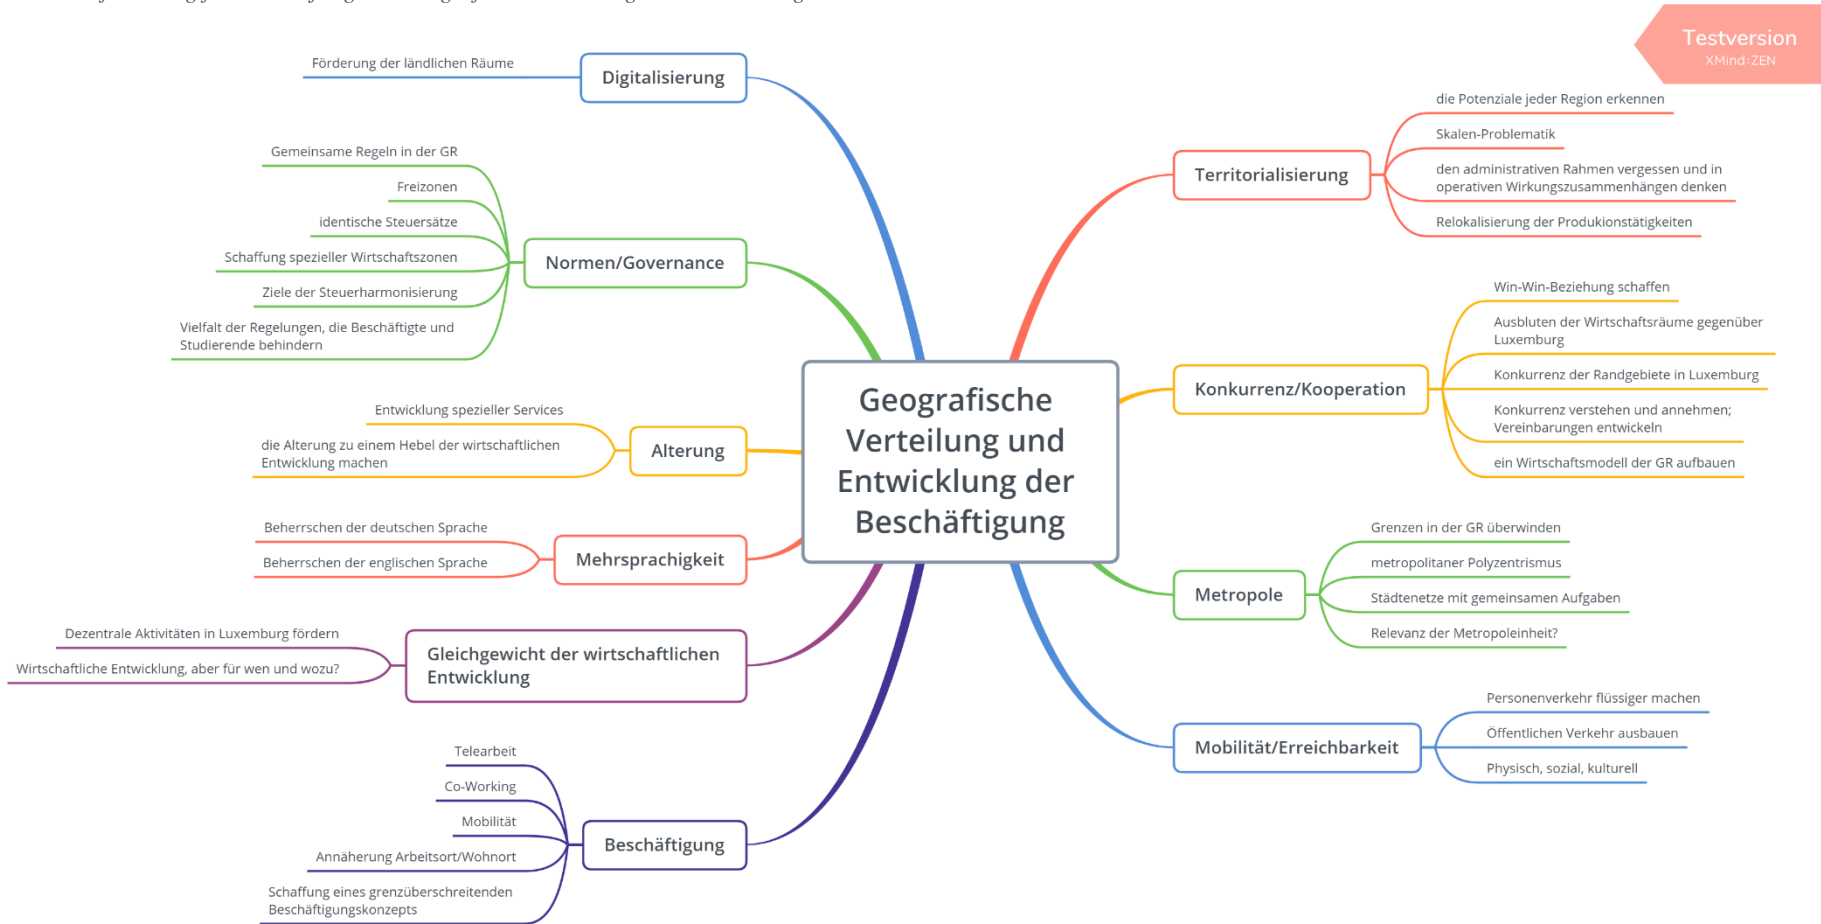 Testversion
XMind:ZEN
Geografische
Verteilung und
Entwicklung der
Beschäftigung
Digitalisierung
Förderung der ländlichen Räume
Normen/Governance
Gemeinsame Regeln in der GR
Freizonen
identische Steuersätze
Schaffung spezieller Wirtschaftszonen
Ziele der Steuerharmonisierung
Vielfalt der Regelungen, die Beschäftigte und
Studierende behindern
Alterung
Entwicklung spezieller Services
die Alterung zu einem Hebel der wirtschaftlichen
Entwicklung machen
Mehrsprachigkeit
Beherrschen der deutschen Sprache
Beherrschen der englischen Sprache
Gleichgewicht der wirtschaftlichen
Entwicklung
Dezentrale Aktivitäten in Luxemburg fördern
Wirtschaftliche Entwicklung, aber für wen und wozu?
Beschäftigung
Telearbeit
Co-Working
Mobilität
Annäherung Arbeitsort/Wohnort
Schaffung eines grenzüberschreitenden
Beschäftigungskonzepts
Territorialisierung
die Potenziale jeder Region erkennen
Skalen-Problematik
den administrativen Rahmen vergessen und in
operativen Wirkungszusammenhängen denken
Relokalisierung der Produkionstätigkeiten
Konkurrenz/Kooperation
Win-Win-Beziehung schaffen
Ausbluten der Wirtschaftsräume gegenüber
Luxemburg
Konkurrenz der Randgebiete in Luxemburg
Konkurrenz verstehen und annehmen;
Vereinbarungen entwickeln
ein Wirtschaftsmodell der GR aufbauen
Metropole
Grenzen in der GR überwinden
metropolitaner Polyzentrismus
Städtenetze mit gemeinsamen Aufgaben
Relevanz der Metropoleinheit?
Mobilität/Erreichbarkeit
Personenverkehr flüssiger machen
Öffentlichen Verkehr ausbauen
Physisch, sozial, kulturell